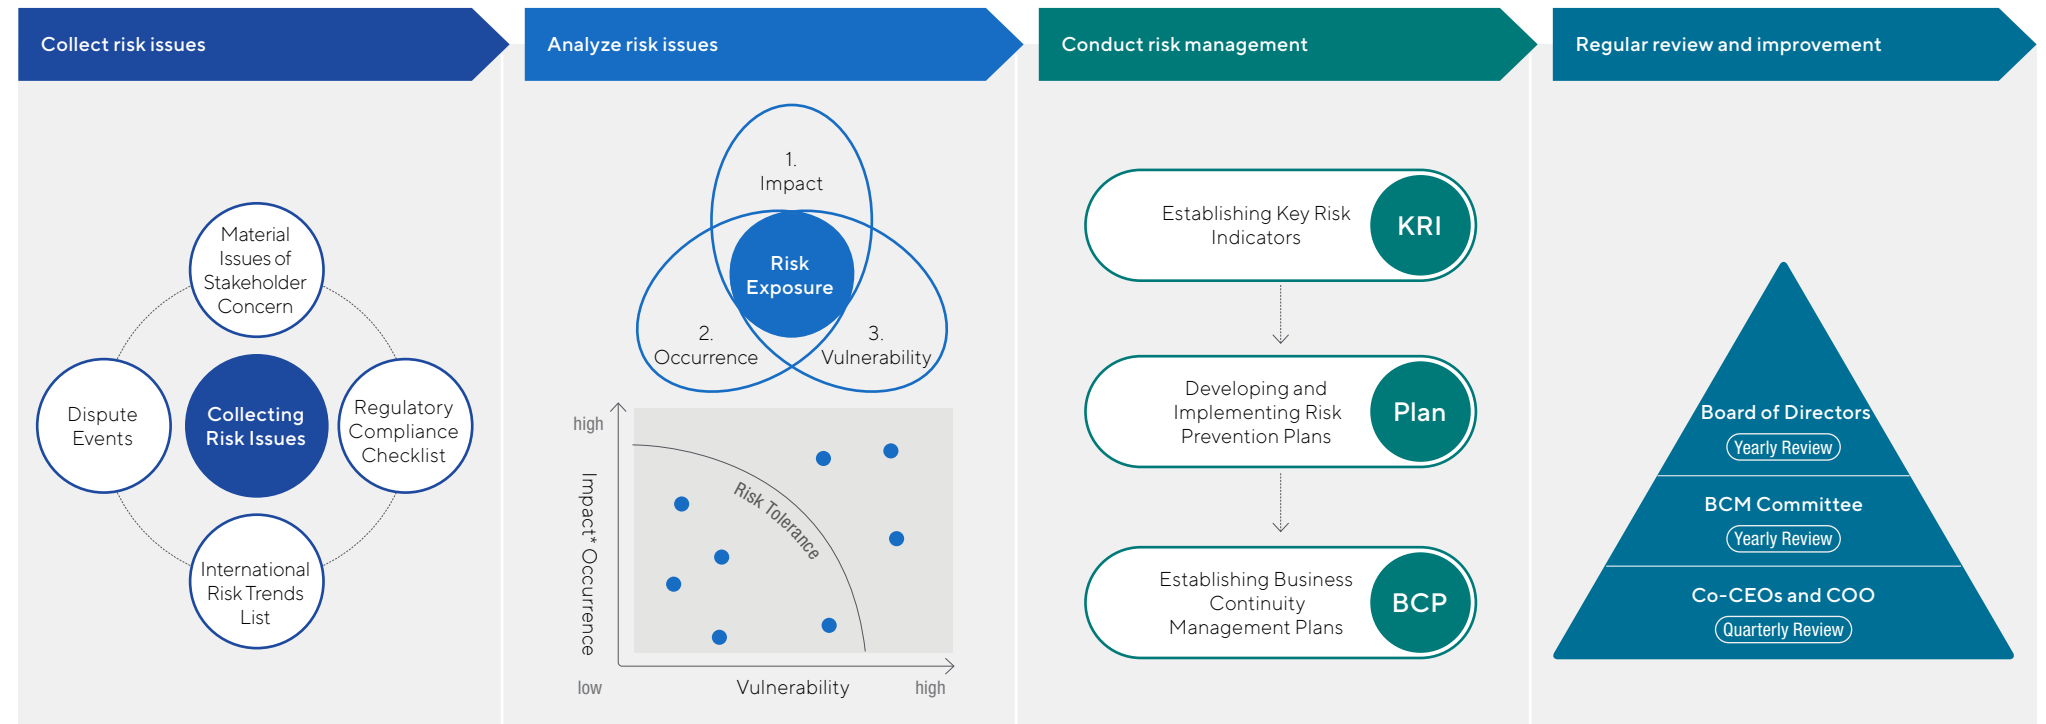 Collect risk issues
Analyze risk issues
Conduct risk management
Regular review and improvement
Material
Issues of
Stakeholder
Concern
Dispute
Events
Collecting
Risk Issues
Regulatory
Compliance
Checklist
International
Risk Trends
List
1.
Impact
Risk
Exposure
2.
Occurrence
3.
Vulnerability
high
Impact* Occurrence
Risk Tolerance
low
Vulnerability
high
Establishing Key Risk
Indicators
KRI
Developing and
Implementing Risk
Prevention Plans
Plan
Establishing Business
Continuity
Management Plans
BCP
Board of Directors
Yearly Review
BCM Committee
Yearly Review
Co-CEOs and COO
Quarterly Review